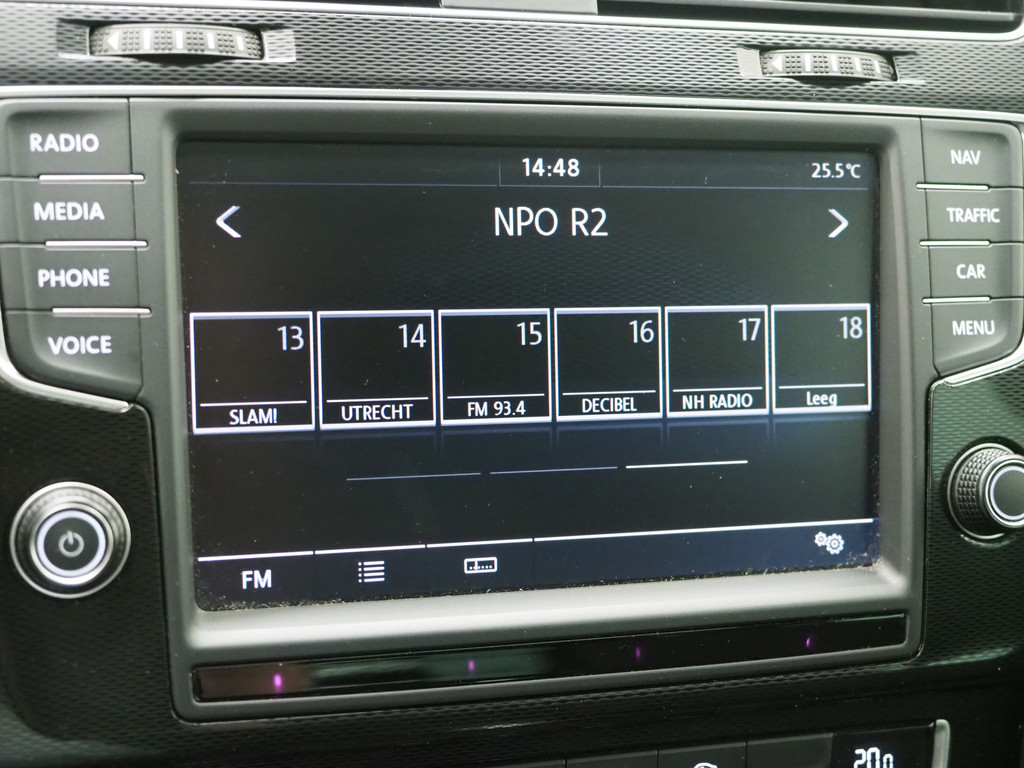 14:48
25.5°C
NPO R2
RADIO
MEDIA
PHONE
VOICE
NAV
TRAFFIC
CAR
MENU
13
SLAM!
14
UTRECHT
15
FM 93.4
16
DECIBEL
17
NH RADIO
18
Leeg
FM